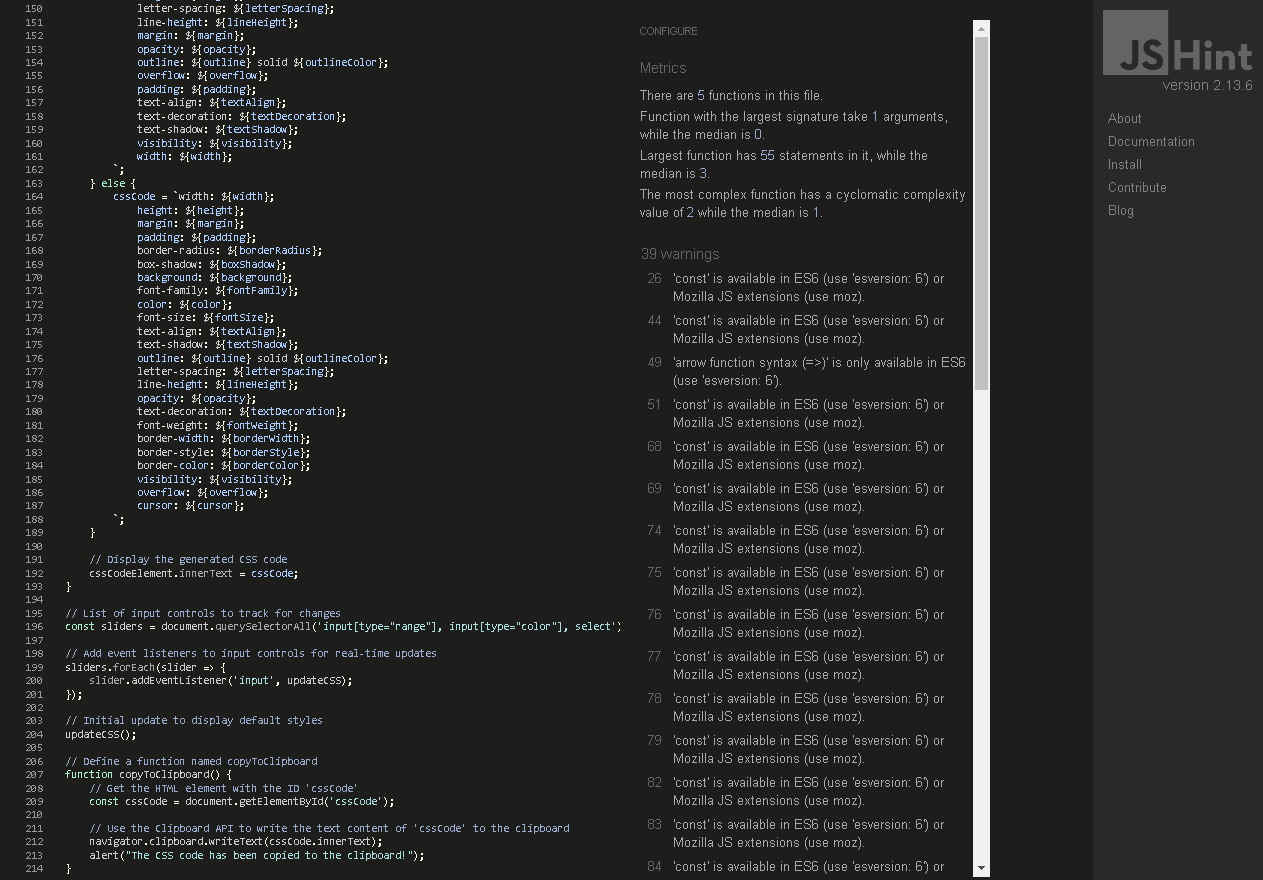 150 letter-spacing: ${letterSpacing};
151 line-height: ${lineHeight};
152 margin: ${margin};
153 opacity: ${opacity};
154 outline: ${outline} solid ${outlineColor};
155 overflow: ${overflow};
156 padding: ${padding};
157 text-align: ${textAlign};
158 text-decoration: ${textDecoration};
159 text-shadow: ${textShadow};
160 visibility: ${visibility};
161 width: ${width};
162 `;
163 } else {
164 cssCode = `width: ${width};
165 height: ${height};
166 margin: ${margin};
167 padding: ${padding};
168 border-radius: ${borderRadius};
169 box-shadow: ${boxShadow};
170 background: ${background};
171 font-family: ${fontFamily};
172 color: ${color};
173 font-size: ${fontSize};
174 text-align: ${textAlign};
175 text-shadow: ${textShadow};
176 outline: ${outline} solid ${outlineColor};
177 letter-spacing: ${letterSpacing};
178 line-height: ${lineHeight};
179 opacity: ${opacity};
180 text-decoration: ${textDecoration};
181 font-weight: ${fontWeight};
182 border-width: ${borderWidth};
183 border-style: ${borderStyle};
184 border-color: ${borderColor};
185 visibility: ${visibility};
186 overflow: ${overflow};
187 cursor: ${cursor};
188 `;
189 }
190
191 // Display the generated CSS code
192 cssCodeElement.innerText = cssCode;
193 }
194
195 // List of input controls to track for changes
196 const sliders = document.querySelectorAll('input[type="range"], input[type="color"], select')
197
198 // Add event listeners to input controls for real-time updates
199 sliders.forEach(slider => {
200 slider.addEventListener('input', updateCSS);
201 });
202
203 // Initial update to display default styles
204 updateCSS();
205
206 // Define a function named copyToClipboard
207 function copyToClipboard() {
208 // Get the HTML element with the ID 'cssCode'
209 const cssCode = document.getElementById('cssCode');
210
211 // Use the Clipboard API to write the text content of 'cssCode' to the clipboard
212 navigator.clipboard.writeText(cssCode.innerText);
213 alert("The CSS code has been copied to the clipboard!");
214 }
CONFIGURE
Metrics
There are 5 functions in this file.
Function with the largest signature take 1 arguments,
while the median is 0.
Largest function has 55 statements in it, while the
median is 3.
The most complex function has a cyclomatic complexity
value of 2 while the median is 1.
39 warnings
26 'const' is available in ES6 (use 'esversion: 6') or
Mozilla JS extensions (use moz).
44 'const' is available in ES6 (use 'esversion: 6') or
Mozilla JS extensions (use moz).
49 'arrow function syntax (=>)' is only available in ES6
(use 'esversion: 6').
51 'const' is available in ES6 (use 'esversion: 6') or
Mozilla JS extensions (use moz).
68 'const' is available in ES6 (use 'esversion: 6') or
Mozilla JS extensions (use moz).
69 'const' is available in ES6 (use 'esversion: 6') or
Mozilla JS extensions (use moz).
74 'const' is available in ES6 (use 'esversion: 6') or
Mozilla JS extensions (use moz).
75 'const' is available in ES6 (use 'esversion: 6') or
Mozilla JS extensions (use moz).
76 'const' is available in ES6 (use 'esversion: 6') or
Mozilla JS extensions (use moz).
77 'const' is available in ES6 (use 'esversion: 6') or
Mozilla JS extensions (use moz).
78 'const' is available in ES6 (use 'esversion: 6') or
Mozilla JS extensions (use moz).
79 'const' is available in ES6 (use 'esversion: 6') or
Mozilla JS extensions (use moz).
82 'const' is available in ES6 (use 'esversion: 6') or
Mozilla JS extensions (use moz).
83 'const' is available in ES6 (use 'esversion: 6') or
Mozilla JS extensions (use moz).
84 'const' is available in ES6 (use 'esversion: 6') or
JSHint
version 2.13.6
About
Documentation
Install
Contribute
Blog